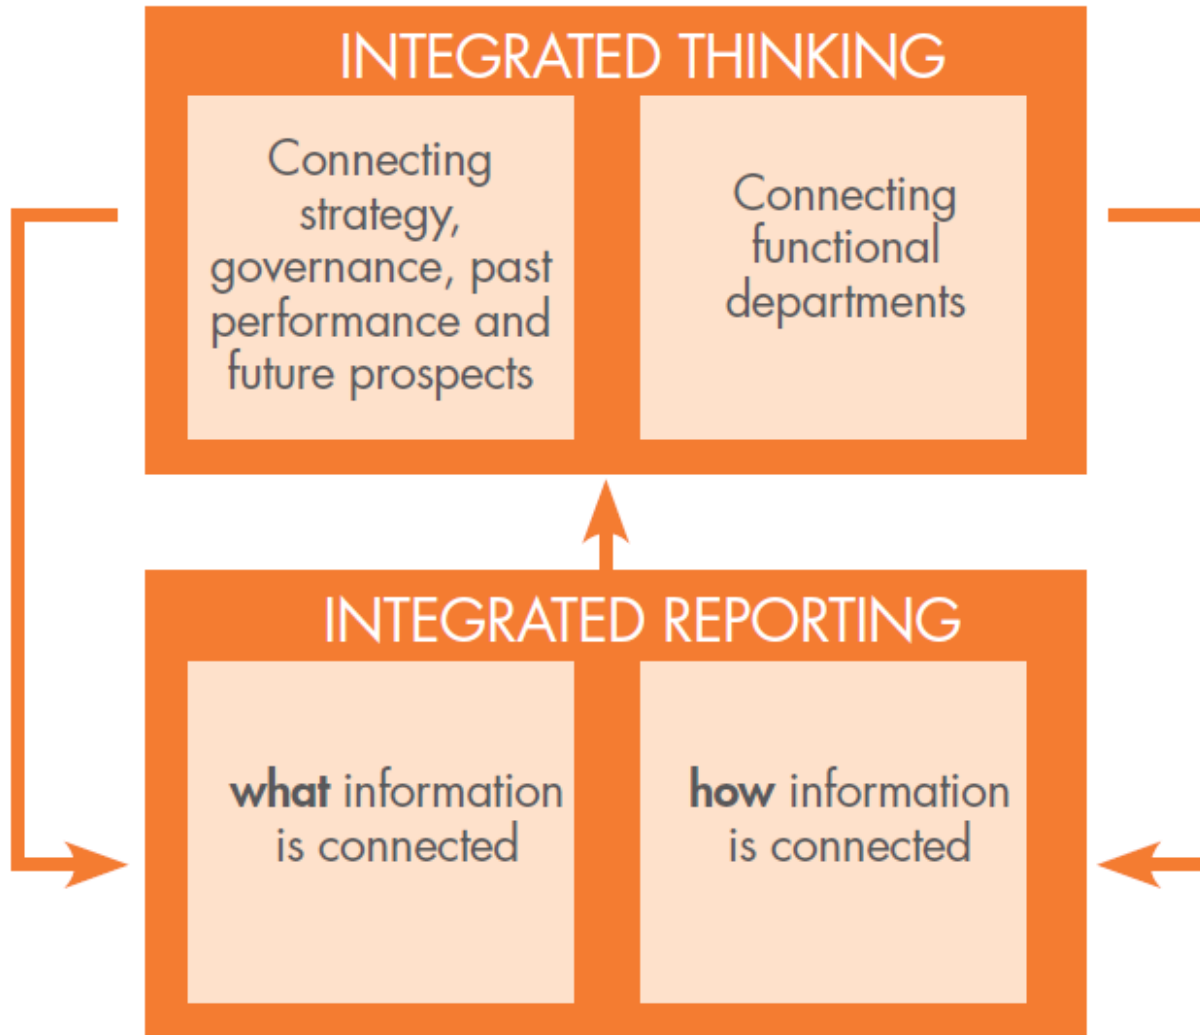 INTEGRATED THINKING
Connecting
strategy,
governance, past
performance and
future prospects
Connecting
functional
departments
INTEGRATED REPORTING
what information
is connected
how information
is connected